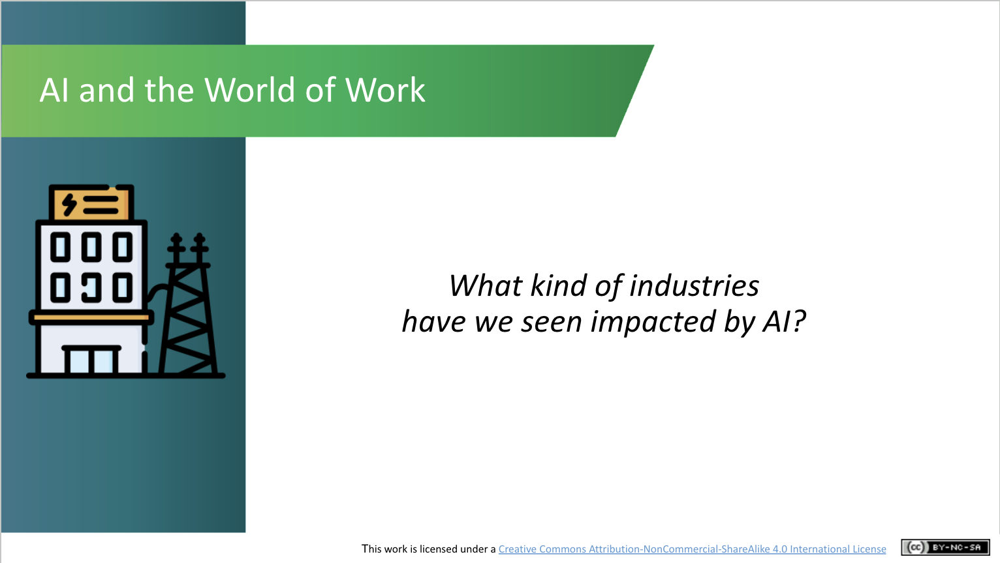 AI and the World of Work
What kind of industries
have we seen impacted by AI?
This work is licensed under a Creative Commons Attribution-NonCommercial-ShareAlike 4.0 International License
cc BY-NC-SA